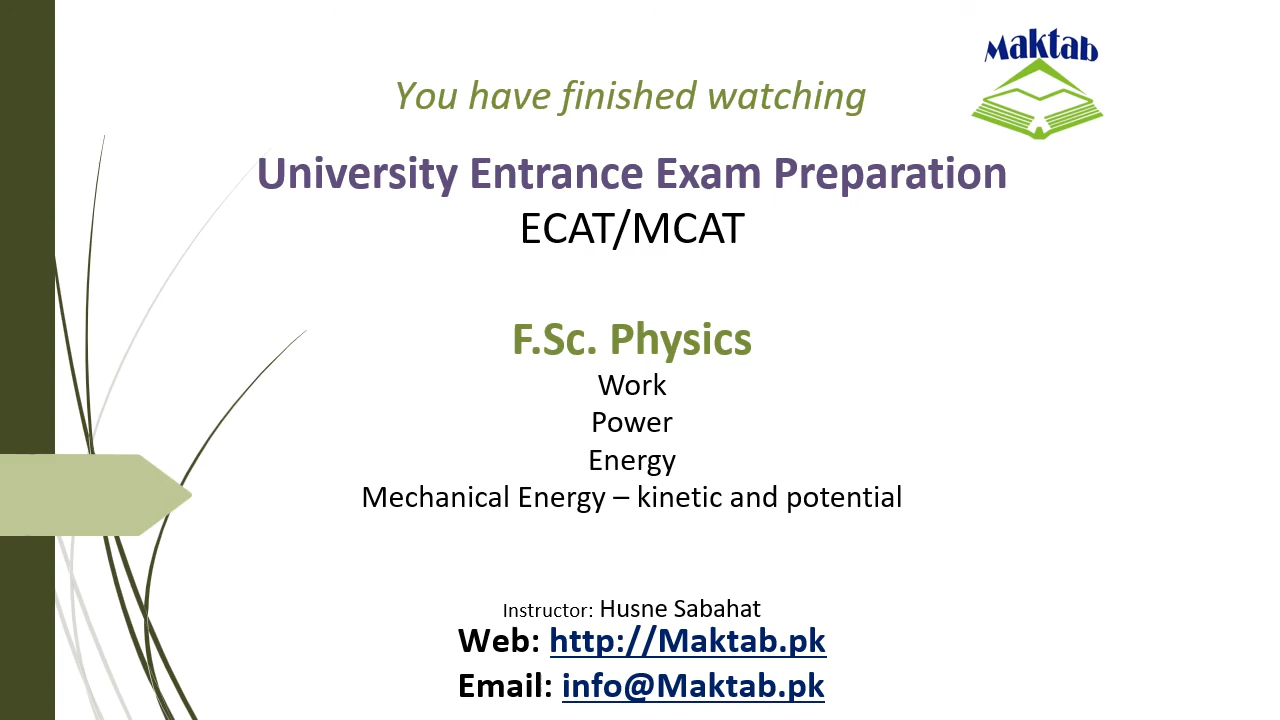 Maktab
You have finished watching
University Entrance Exam Preparation
ECAT/MCAT
F.Sc. Physics
Work
Power
Energy
Mechanical Energy – kinetic and potential
Instructor: Husne Sabahat
Web: http://Maktab.pk
Email: info@Maktab.pk